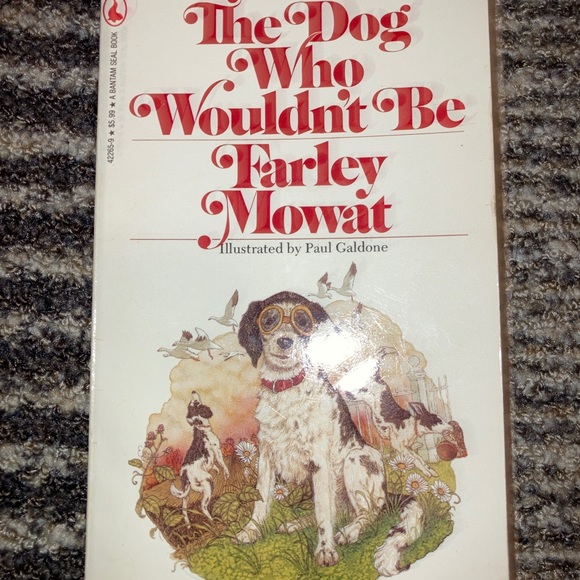 The Dog
Who
Wouldn't Be
Farley
Mowat
Illustrated by Paul Galdone
42265-9 ★ $5.99 ★ A BANTAM SEAL BOOK